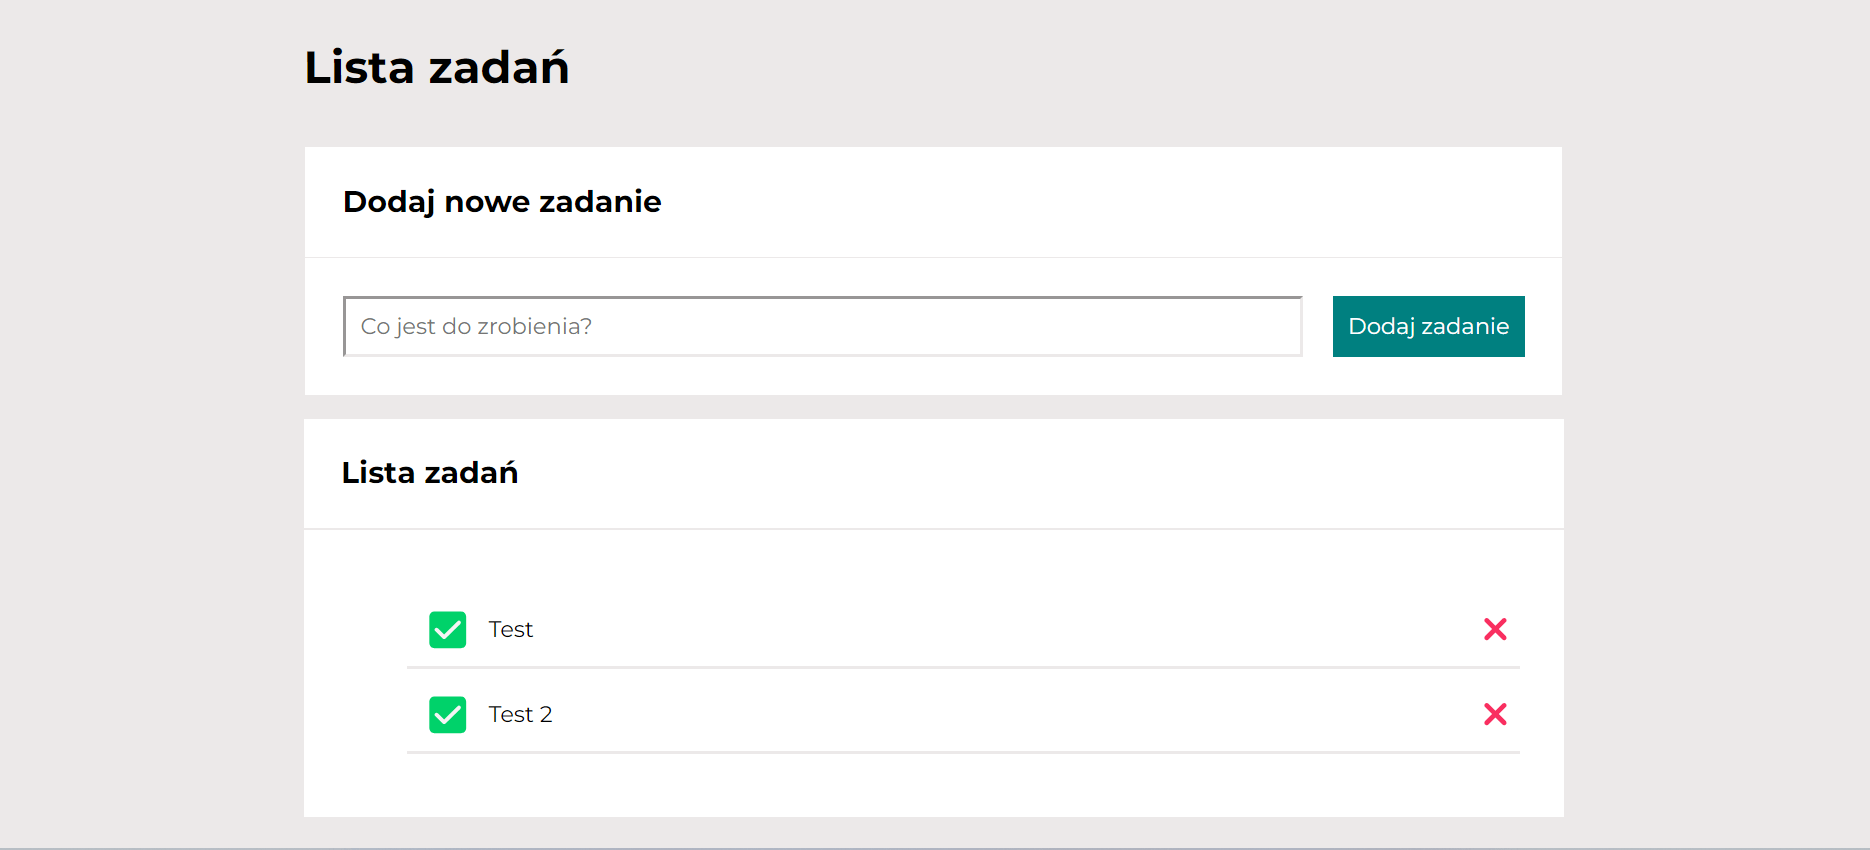 Lista zadań
Dodaj nowe zadanie
Co jest do zrobienia?
Dodaj zadanie
Lista zadań
Test
Test 2